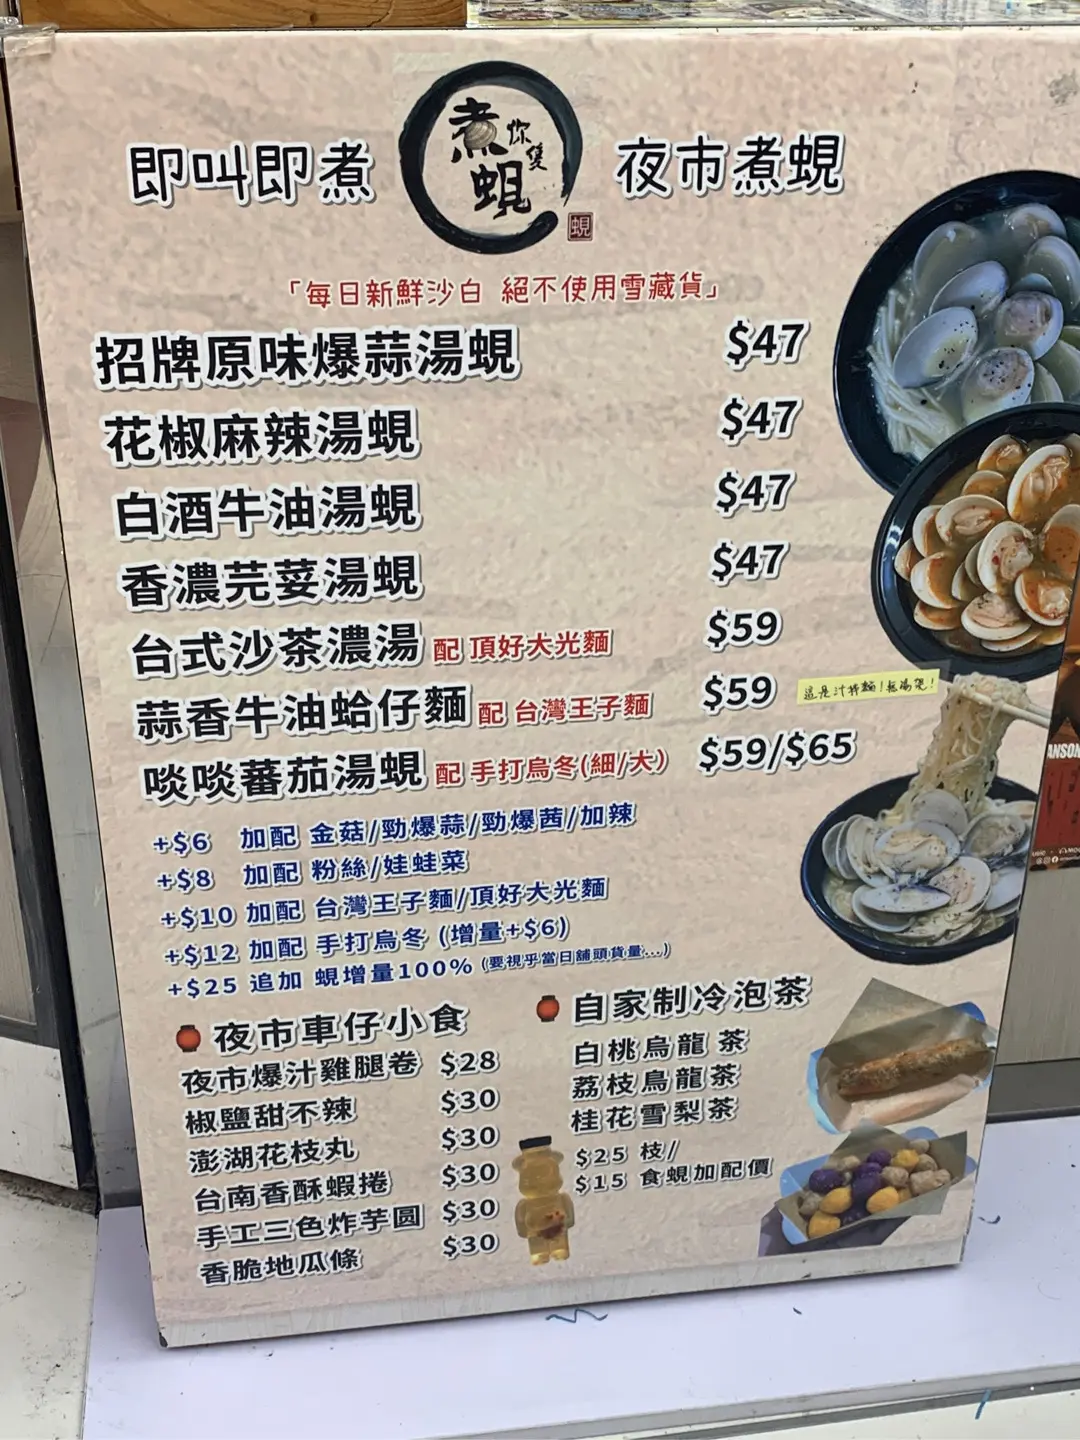 即叫即煮
煮你隻蜆
蜆
夜市煮蜆
「每日新鮮沙白 絕不使用雪藏貨」
招牌原味爆蒜湯蜆 $47
花椒麻辣湯蜆 $47
白酒牛油湯蜆 $47
香濃芫荽湯蜆 $47
台式沙茶濃湯 配 頂好大光麵 $59
蒜香牛油蛤仔麵 配 台灣王子麵 $59 這是汁拌麵!無湯㗎!
啖啖蕃茄湯蜆 配 手打烏冬(細/大) $59/$65
+$6 加配 金菇/勁爆蒜/勁爆茜/加辣
+$8 加配 粉絲/娃蛙菜
+$10 加配 台灣王子麵/頂好大光麵
+$12 加配 手打烏冬 (增量+$6)
+$25 追加 蜆增量100% (要視乎當日舖頭貨量...)
夜市車仔小食
夜市爆汁雞腿卷 $28
椒鹽甜不辣 $30
澎湖花枝丸 $30
台南香酥蝦捲 $30
手工三色炸芋圓 $30
香脆地瓜條 $30
自家制冷泡茶
白桃烏龍 茶
荔枝烏龍茶
桂花雪梨茶
$25 枝/
$15 食蜆加配價